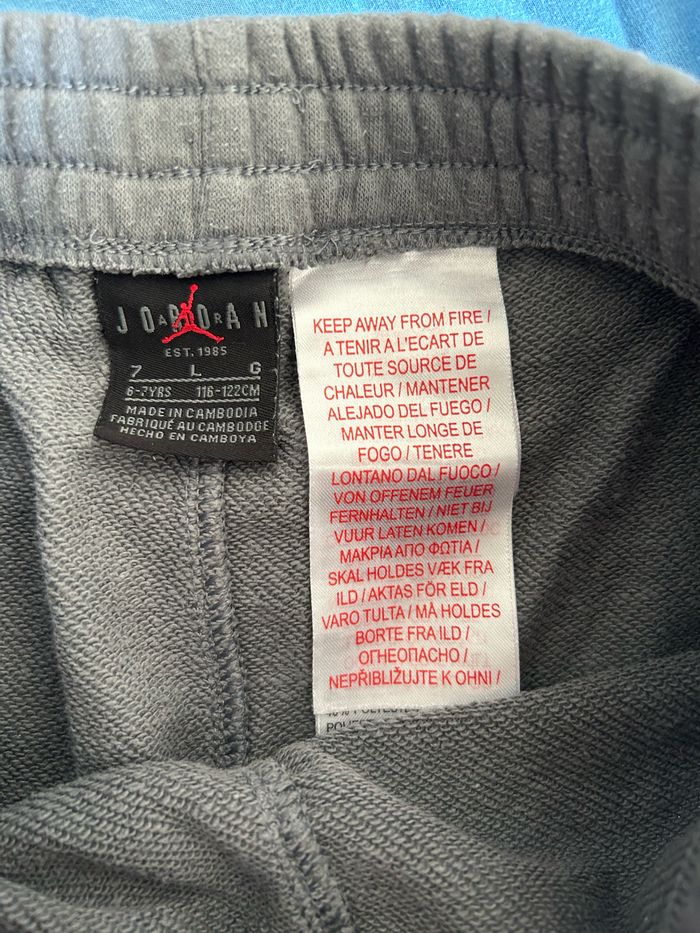 AIR
JORDAN
EST. 1985
7 L G
6-7YRS 116-122CM
MADE IN CAMBODIA
FABRIQUÉ AU CAMBODGE
HECHO EN CAMBOYA
KEEP AWAY FROM FIRE /
A TENIR A L'ECART DE
TOUTE SOURCE DE
CHALEUR / MANTENER
ALEJADO DEL FUEGO /
MANTER LONGE DE
FOGO / TENERE
LONTANO DAL FUOCO /
VON OFFENEM FEUER
FERNHALTEN / NIET BIJ
VUUR LATEN KOMEN /
ΜΑΚΡΙΑ ΑΠΟ ΦΩΤΙΑ /
SKAL HOLDES VÆK FRA
ILD / AKTAS FÖR ELD /
VARO TULTA / MÅ HOLDES
BORTE FRA ILD /
ОГНЕОПАСНО /
NEPŘIBLIŽUJTE K OHNI /